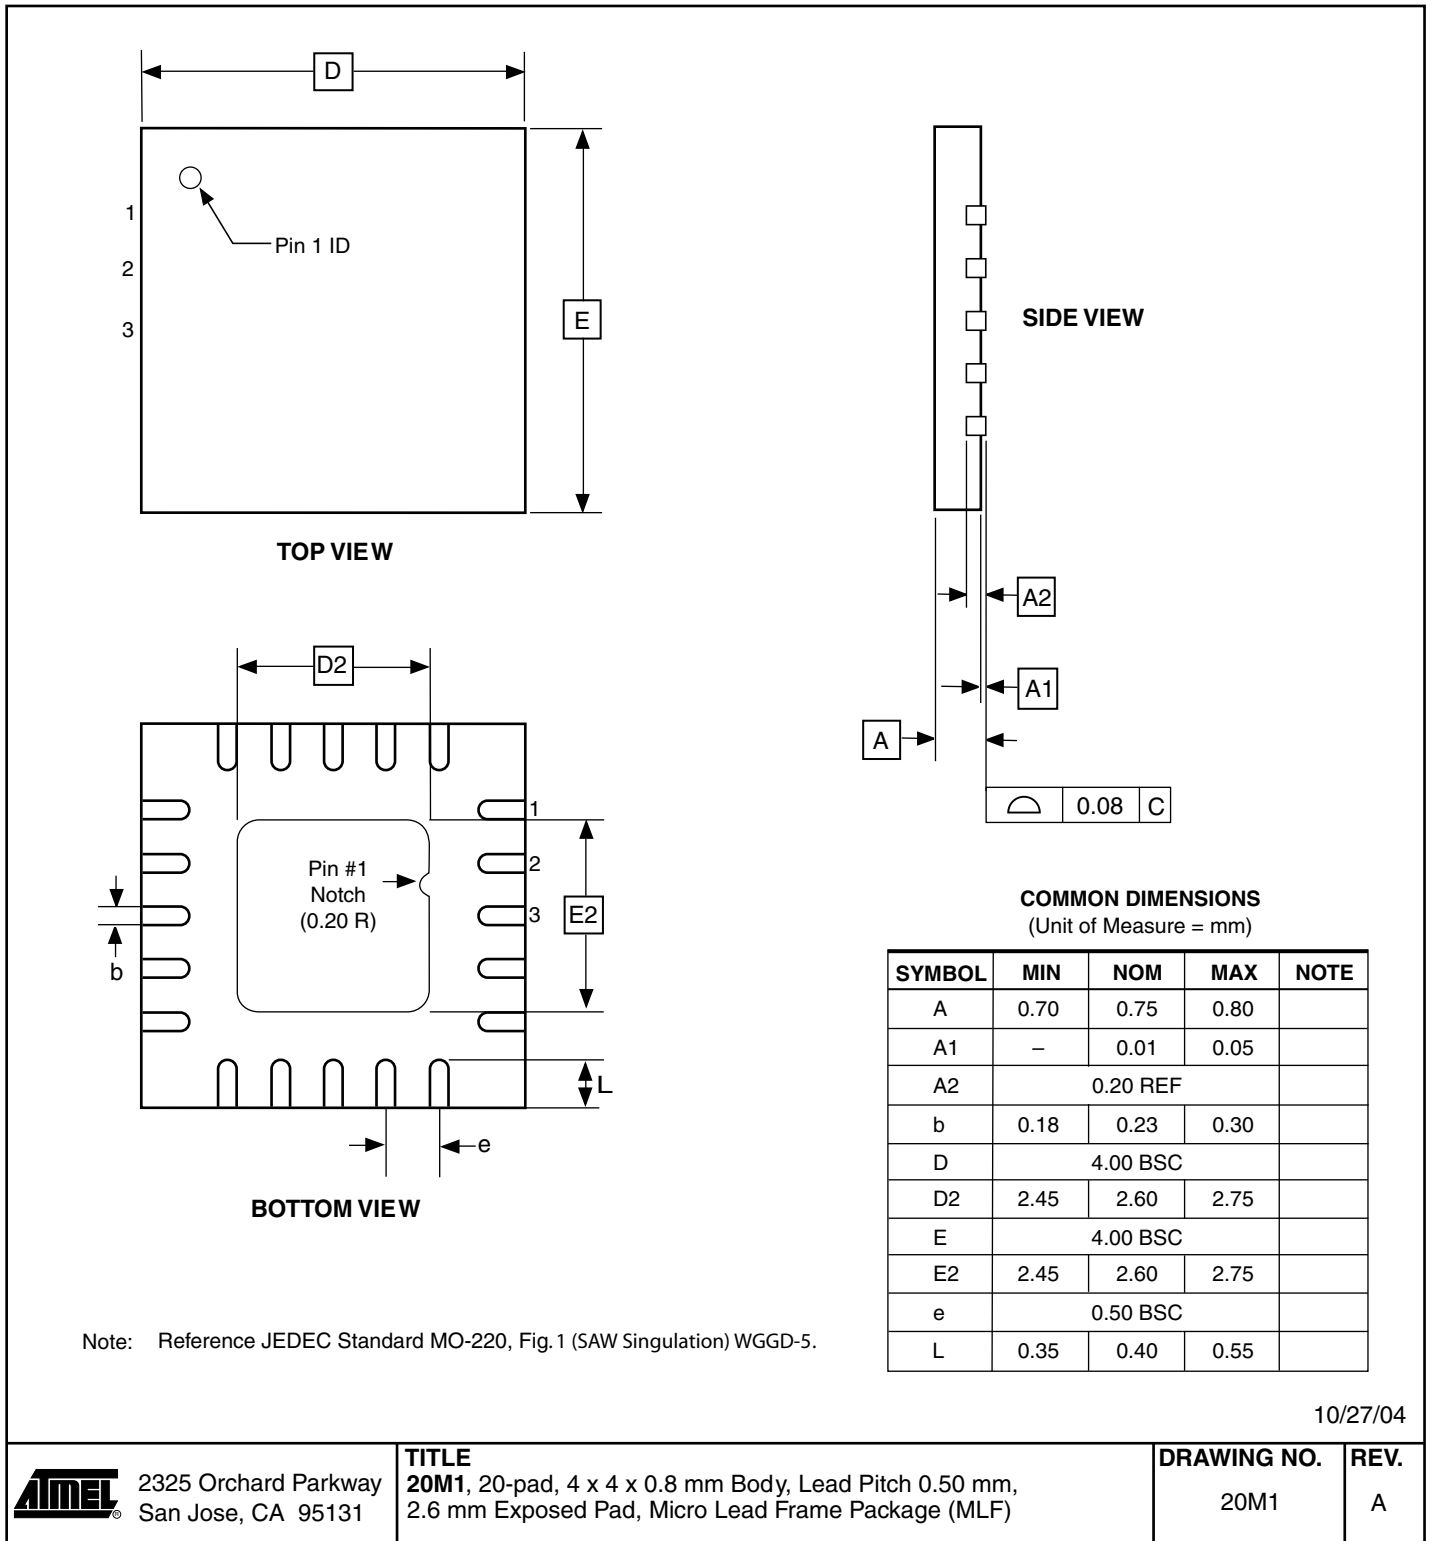 D
1
Pin 1 ID
2
E
3
SIDE VIEW
TOP VIEW
A2
D2
A1
A
0.08 C
1
Pin #1
Notch
(0.20 R)
2
E2
3
b
L
e
BOTTOM VIEW
COMMON DIMENSIONS
(Unit of Measure = mm)
SYMBOL MIN NOM MAX NOTE
A 0.70 0.75 0.80
A1 – 0.01 0.05
A2 0.20 REF
b 0.18 0.23 0.30
D 4.00 BSC
D2 2.45 2.60 2.75
E 4.00 BSC
E2 2.45 2.60 2.75
e 0.50 BSC
L 0.35 0.40 0.55
Note: Reference JEDEC Standard MO-220, Fig. 1 (SAW Singulation) WGGD-5.
10/27/04
ATMEL ®
2325 Orchard Parkway
San Jose, CA 95131
TITLE
20M1, 20-pad, 4 x 4 x 0.8 mm Body, Lead Pitch 0.50 mm,
2.6 mm Exposed Pad, Micro Lead Frame Package (MLF)
DRAWING NO.
20M1
REV.
A